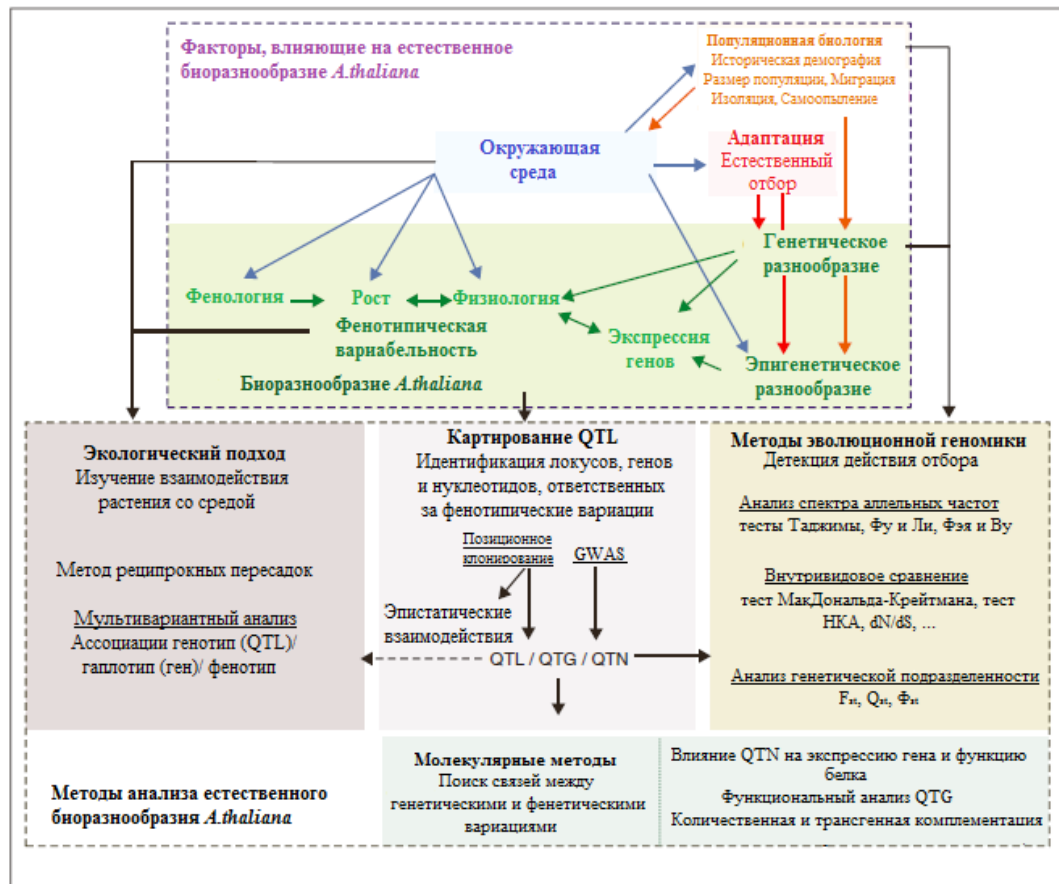 Факторы, влияющие на естественное
биоразнообразие A.thaliana
Популяционная биология
Историческая демография
Размер популяции, Миграция
Изоляция, Самоопыление
Окружающая
среда
Адаптация
Естественный
отбор
Генетическое
разнообразие
Фенология
Рост
Физиология
Фенотипическая
вариабельность
Экспрессия
генов
Эпигенетическое
разнообразие
Биоразнообразие A.thaliana
Экологический подход
Изучение взаимодействия
растения со средой
Метод реципрокных пересадок
Мультивариантный анализ
Ассоциации генотип (QTL)/
гаплотип (ген)/ фенотип
Картирование QTL
Идентификация локусов, генов
и нуклеотидов, ответственных
за фенотипические вариации
Позиционное
клонирование
GWAS
Эпистатические
взаимодействия
QTL / QTG / QTN
Методы эволюционной геномики
Детекция действия отбора
Анализ спектра аллельных частот
тесты Таджимы, Фу и Ли, Фэя и Ву
Внутривидовое сравнение
тест МакДональда-Крейтмана, тест
HKA, dN/dS, ...
Анализ генетической подразделенности
Fst, Qst, Φst
Методы анализа естественного
биоразнообразия A.thaliana
Молекулярные методы
Поиск связей между
генетическими и фенетическими
вариациями
Влияние QTN на экспрессию гена и функцию
белка
Функциональный анализ QTG
Количественная и трансгенная комплементация